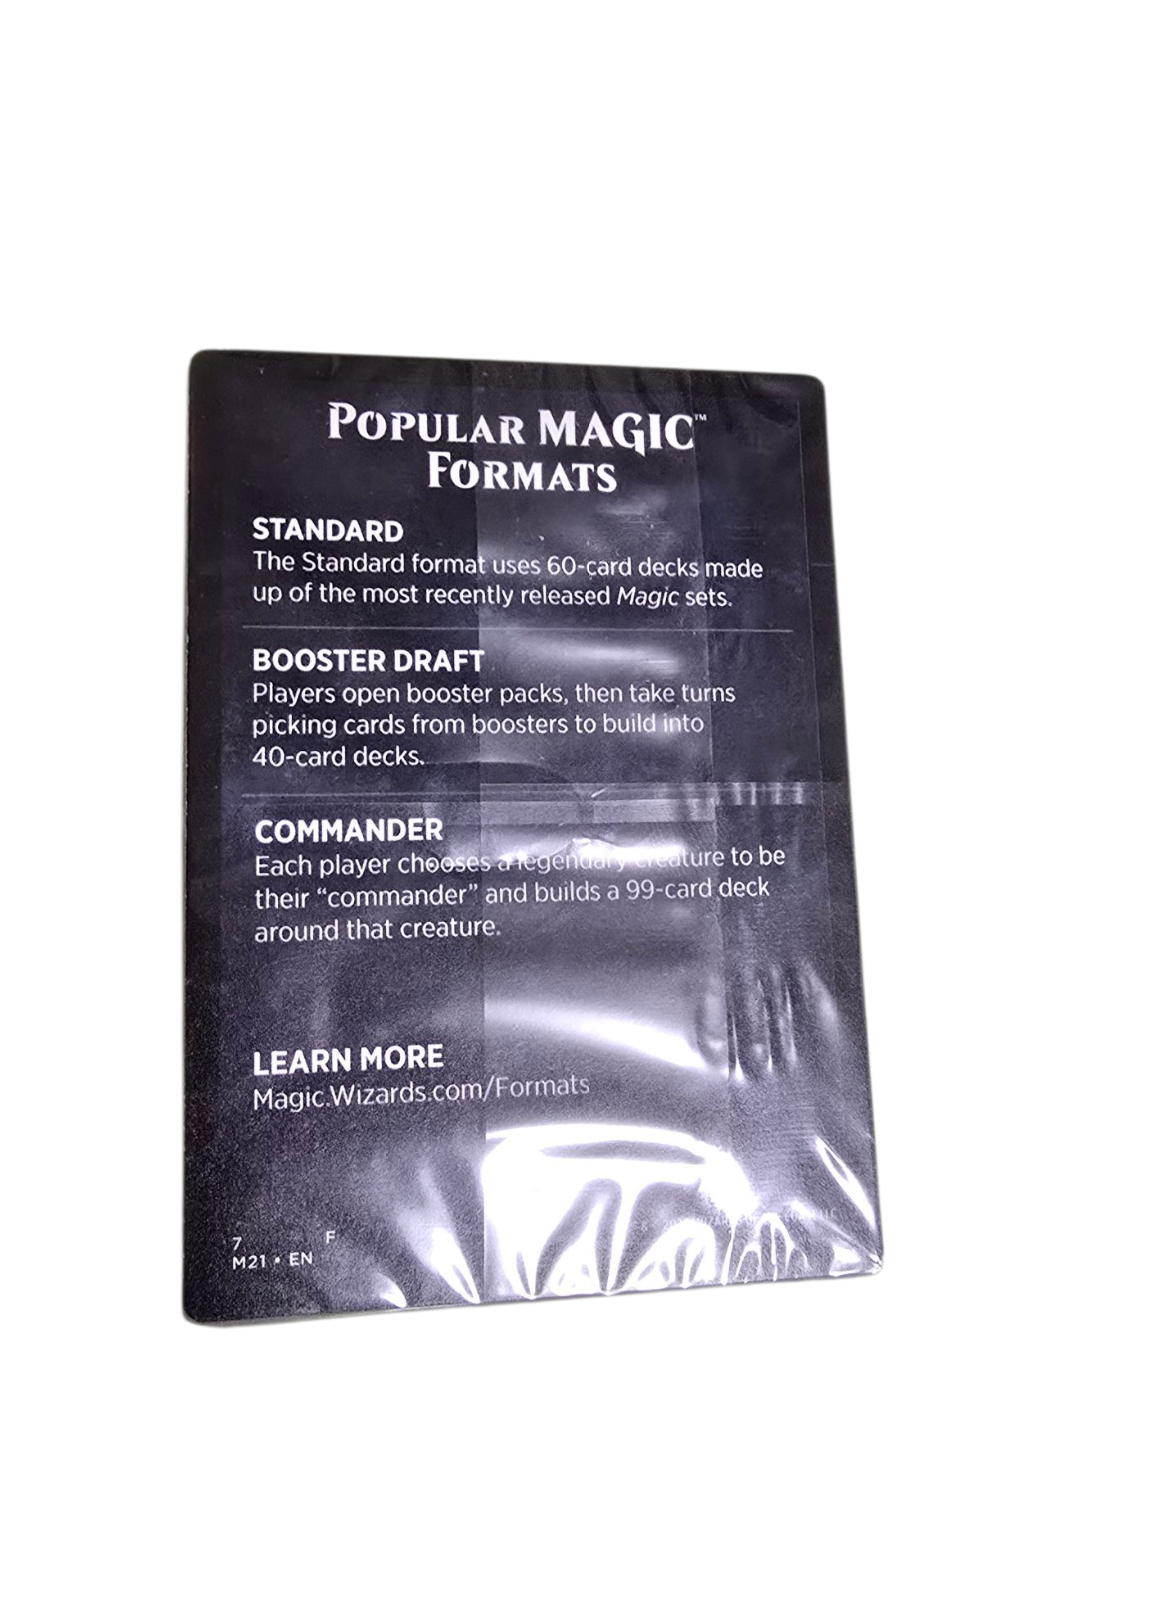 POPULAR MAGIC™
FORMATS
STANDARD
The Standard format uses 60-card decks made
up of the most recently released Magic sets.
BOOSTER DRAFT
Players open booster packs, then take turns
picking cards from boosters to build into
40-card decks.
COMMANDER
Each player chooses a legendary creature to be
their “commander” and builds a 99-card deck
around that creature.
LEARN MORE
Magic.Wizards.com/Formats
7 F
M21 • EN